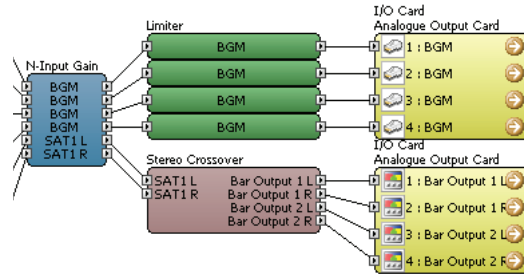 N-Input Gain
BGM
BGM
BGM
BGM
SAT1 L
SAT1 R
Limiter
BGM
BGM
BGM
BGM
I/O Card
Analogue Output Card
1 : BGM
2 : BGM
3 : BGM
4 : BGM
Stereo Crossover
SAT1 L Bar Output 1 L
SAT1 R Bar Output 1 R
Bar Output 2 L
Bar Output 2 R
I/O Card
Analogue Output Card
1 : Bar Output 1 L
2 : Bar Output 1 R
3 : Bar Output 2 L
4 : Bar Output 2 R